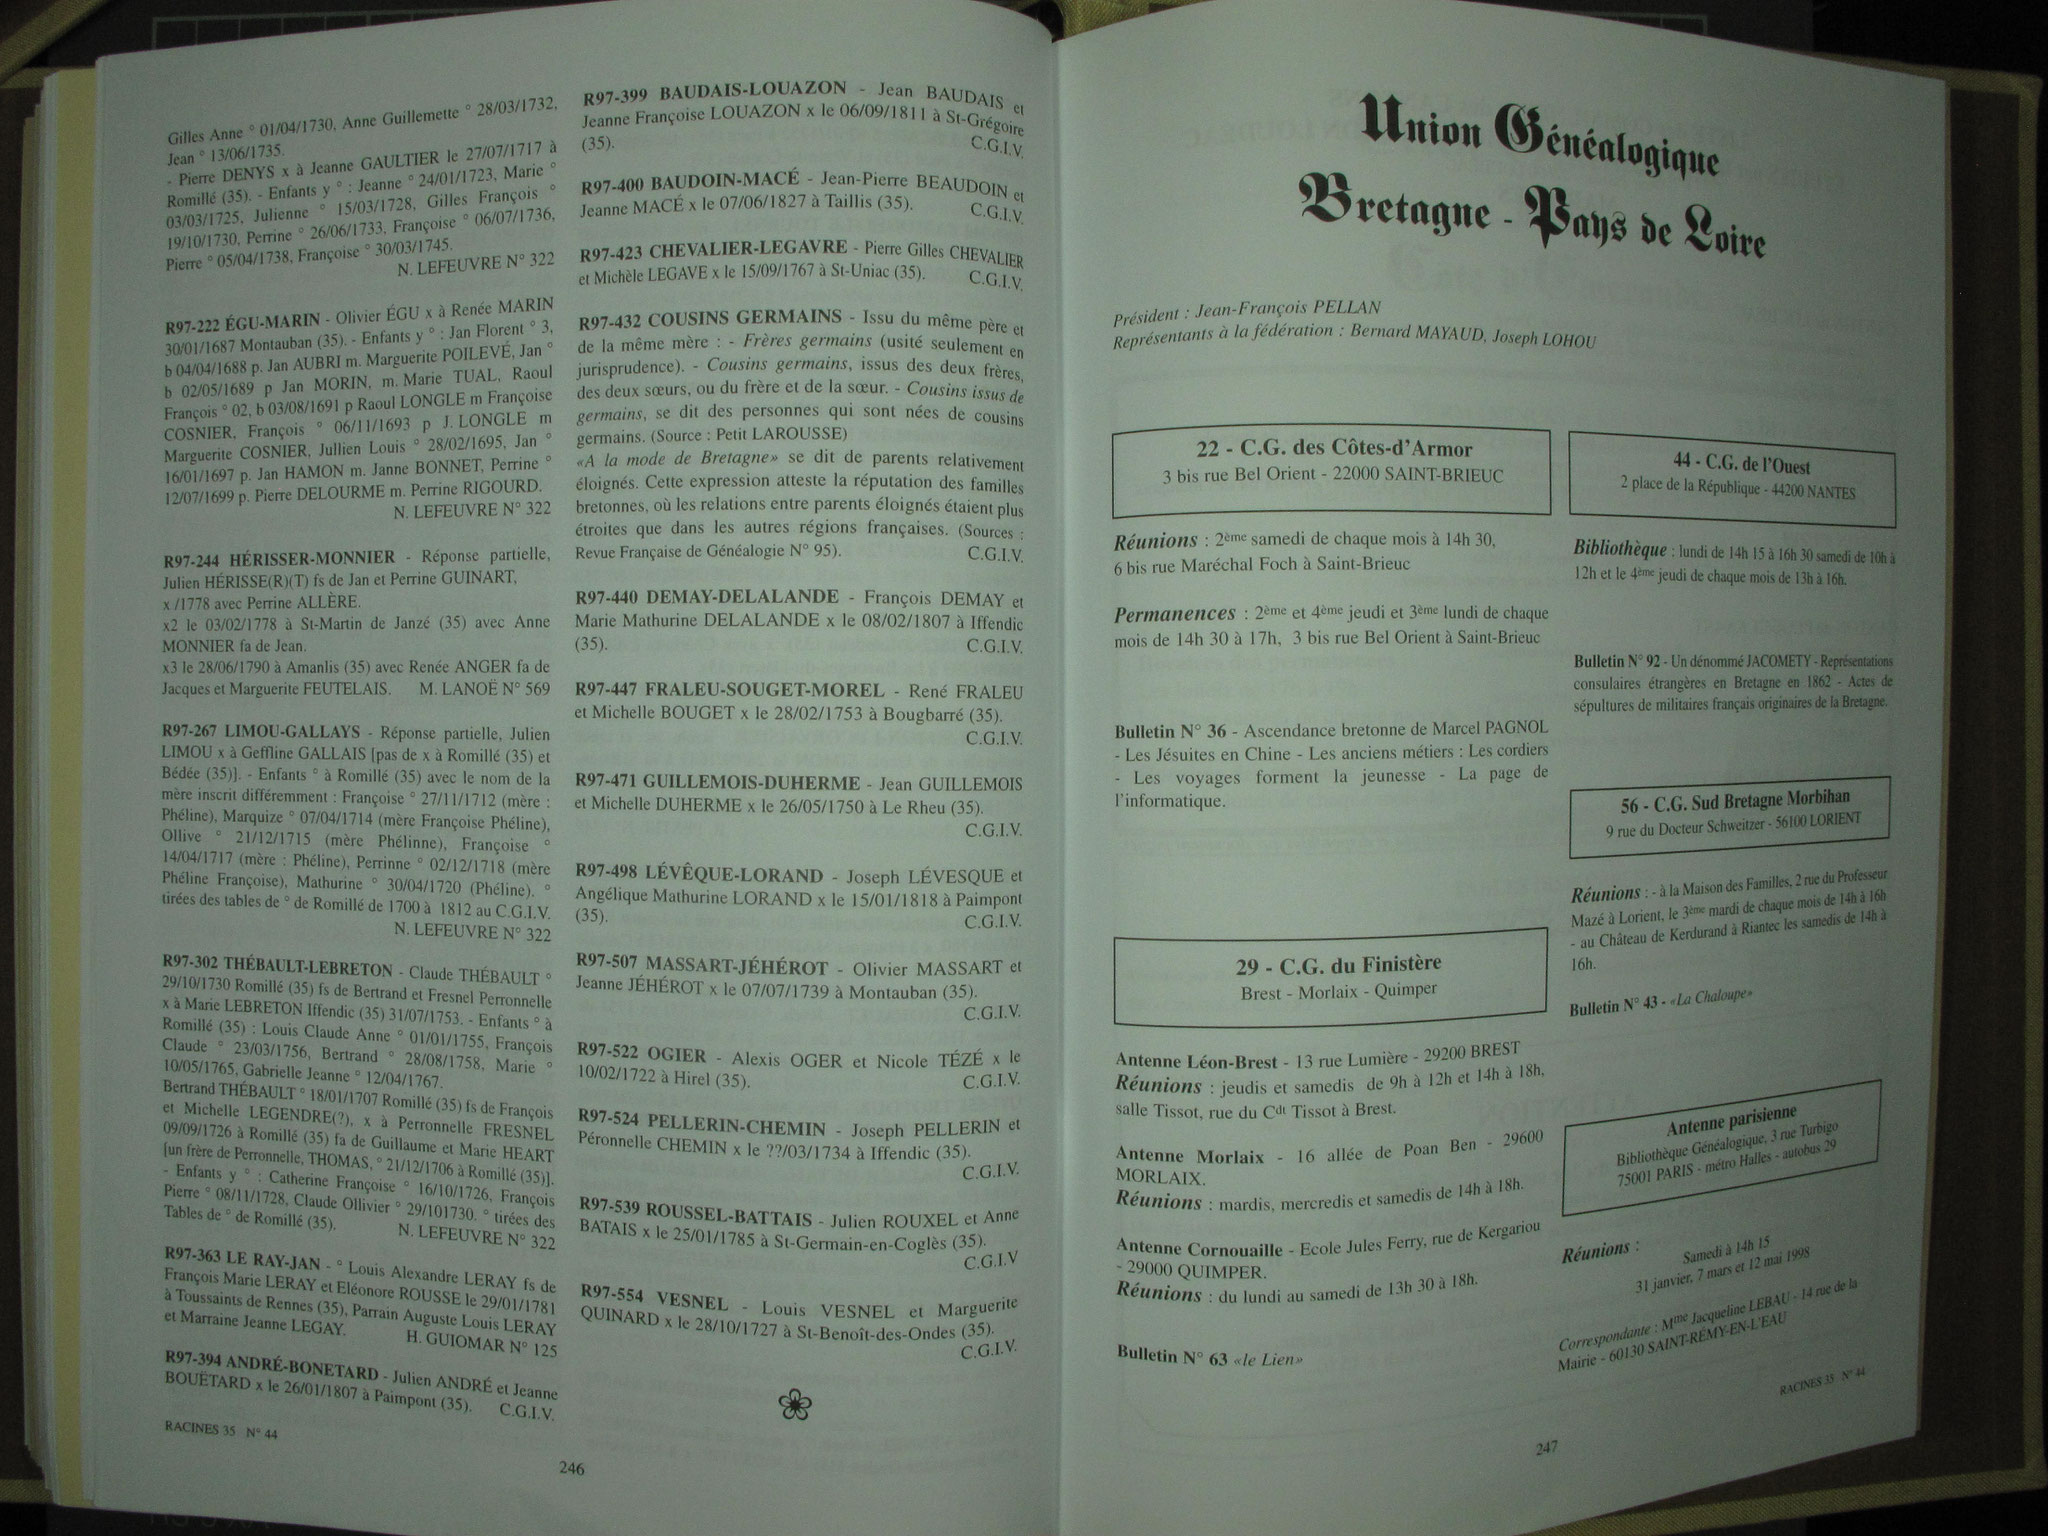 Gilles Anne ° 01/04/1730, Anne Guillemette ° 28/03/1732,
Jean ° 13/06/1735.
- Pierre DENYS x à Jeanne GAULTIER le 27/07/1717 à
Romillé (35). - Enfants y ° : Jeanne ° 24/01/1723, Marie °
03/03/1725, Julienne ° 15/03/1728, Gilles François °
19/10/1730, Perrine ° 26/06/1733, Françoise ° 06/07/1736,
Pierre ° 05/04/1738, Françoise ° 30/03/1745.
N. LEFEUVRE N° 322
R97-222 ÉGU-MARIN - Olivier ÉGU x à Renée MARIN
30/01/1687 Montauban (35). - Enfants y ° : Jan Florent ° 3,
b 04/04/1688 p. Jan AUBRI m. Marguerite POILEVÉ, Jan °
b 02/05/1689 p Jan MORIN, m. Marie TUAL, Raoul
François ° 02, b 03/08/1691 p Raoul LONGLE m Françoise
COSNIER, François ° 06/11/1693 p J. LONGLE m
Marguerite COSNIER, Jullien Louis ° 28/02/1695, Jan °
16/01/1697 p. Jan HAMON m. Janne BONNET, Perrine °
12/07/1699 p. Pierre DELOURME m. Perrine RIGOURD.
N. LEFEUVRE N° 322
R97-244 HÉRISSER-MONNIER - Réponse partielle,
Julien HÉRISSE(R)(T) fs de Jan et Perrine GUINART,
x /1778 avec Perrine ALLÈRE.
x2 le 03/02/1778 à St-Martin de Janzé (35) avec Anne
MONNIER fa de Jean.
x3 le 28/06/1790 à Amanlis (35) avec Renée ANGER fa de
Jacques et Marguerite FEUTELAIS. M. LANOË N° 569
R97-267 LIMOU-GALLAYS - Réponse partielle, Julien
LIMOU x à Geffline GALLAIS [pas de x à Romillé (35) et
Bédée (35)]. - Enfants ° à Romillé (35) avec le nom de la
mère inscrit différemment : Françoise ° 27/11/1712 (mère :
Phéline), Marquize ° 07/04/1714 (mère Françoise Phéline),
Ollive ° 21/12/1715 (mère Phélinne), Françoise °
14/04/1717 (mère : Phéline), Perrinne ° 02/12/1718 (mère
Phéline Françoise), Mathurine ° 30/04/1720 (Phéline). °
tirées des tables de ° de Romillé de 1700 à 1812 au C.G.I.V.
N. LEFEUVRE N° 322
R97-302 THÉBAULT-LEBRETON - Claude THÉBAULT °
29/10/1730 Romillé (35) fs de Bertrand et Fresnel Perronnelle
x à Marie LEBRETON Iffendic (35) 31/07/1753. - Enfants ° à
Romillé (35) : Louis Claude Anne ° 01/01/1755, François
Claude ° 23/03/1756, Bertrand ° 28/08/1758, Marie °
10/05/1765, Gabrielle Jeanne ° 12/04/1767.
Bertrand THÉBAULT ° 18/01/1707 Romillé (35) fs de François
et Michelle LEGENDRE(?), x à Perronnelle FRESNEL
09/09/1726 à Romillé (35) fa de Guillaume et Marie HEART
[un frère de Perronnelle, THOMAS, ° 21/12/1706 à Romillé (35)].
- Enfants y ° : Catherine Françoise ° 16/10/1726, François
Pierre ° 08/11/1728, Claude Ollivier ° 29/101730. ° tirées des
Tables de ° de Romillé (35). N. LEFEUVRE N° 322
R97-363 LE RAY-JAN - ° Louis Alexandre LERAY fs de
François Marie LERAY et Eléonore ROUSSE le 29/01/1781
à Toussaints de Rennes (35), Parrain Auguste Louis LERAY
et Marraine Jeanne LEGAY. H. GUIOMAR N° 125
R97-394 ANDRÉ-BONETARD - Julien ANDRÉ et Jeanne
BOUËTARD x le 26/01/1807 à Paimpont (35). C.G.I.V.
RACINES 35 N° 44
246
R97-399 BAUDAIS-LOUAZON - Jean BAUDAIS et
Jeanne Françoise LOUAZON x le 06/09/1811 à St-Grégoire
(35). C.G.I.V.
R97-400 BAUDOIN-MACÉ - Jean-Pierre BEAUDOIN et
Jeanne MACÉ x le 07/06/1827 à Taillis (35). C.G.I.V.
R97-423 CHEVALIER-LEGAVRE - Pierre Gilles CHEVALIER
et Michèle LEGAVE x le 15/09/1767 à St-Uniac (35). C.G.I.V.
R97-432 COUSINS GERMAINS - Issu du même père et
de la même mère : - Frères germains (usité seulement en
jurisprudence). - Cousins germains, issus des deux frères,
des deux sœurs, ou du frère et de la sœur. - Cousins issus de
germains, se dit des personnes qui sont nées de cousins
germains. (Source : Petit LAROUSSE)
«A la mode de Bretagne» se dit de parents relativement
éloignés. Cette expression atteste la réputation des familles
bretonnes, où les relations entre parents éloignés étaient plus
étroites que dans les autres régions françaises. (Sources :
Revue Française de Généalogie N° 95). C.G.I.V.
R97-440 DEMAY-DELALANDE - François DEMAY et
Marie Mathurine DELALANDE x le 08/02/1807 à Iffendic
(35). C.G.I.V.
R97-447 FRALEU-SOUGET-MOREL - René FRALEU
et Michelle BOUGET x le 28/02/1753 à Bougbarré (35).
C.G.I.V.
R97-471 GUILLEMOIS-DUHERME - Jean GUILLEMOIS
et Michelle DUHERME x le 26/05/1750 à Le Rheu (35).
C.G.I.V.
R97-498 LÉVÊQUE-LORAND - Joseph LÉVESQUE et
Angélique Mathurine LORAND x le 15/01/1818 à Paimpont
(35). C.G.I.V.
R97-507 MASSART-JÉHÉROT - Olivier MASSART et
Jeanne JÉHÉROT x le 07/07/1739 à Montauban (35).
C.G.I.V.
R97-522 OGIER - Alexis OGER et Nicole TÉZÉ x le
10/02/1722 à Hirel (35). C.G.I.V.
R97-524 PELLERIN-CHEMIN - Joseph PELLERIN et
Péronnelle CHEMIN x le ??/03/1734 à Iffendic (35).
C.G.I.V.
R97-539 ROUSSEL-BATTAIS - Julien ROUXEL et Anne
BATAIS x le 25/01/1785 à St-Germain-en-Coglès (35).
C.G.I.V
R97-554 VESNEL - Louis VESNEL et Marguerite
QUINARD x le 28/10/1727 à St-Benoît-des-Ondes (35).
C.G.I.V.
Union Généalogique
Bretagne - Pays de Loire
Président : Jean-François PELLAN
Représentants à la fédération : Bernard MAYAUD, Joseph LOHOU
22 - C.G. des Côtes-d'Armor
3 bis rue Bel Orient - 22000 SAINT-BRIEUC
Réunions : 2ème samedi de chaque mois à 14h 30,
6 bis rue Maréchal Foch à Saint-Brieuc
Permanences : 2ème et 4ème jeudi et 3ème lundi de chaque
mois de 14h 30 à 17h, 3 bis rue Bel Orient à Saint-Brieuc
Bulletin N° 36 - Ascendance bretonne de Marcel PAGNOL
- Les Jésuites en Chine - Les anciens métiers : Les cordiers
- Les voyages forment la jeunesse - La page de
l'informatique.
29 - C.G. du Finistère
Brest - Morlaix - Quimper
Antenne Léon-Brest - 13 rue Lumière - 29200 BREST
Réunions : jeudis et samedis de 9h à 12h et 14h à 18h,
salle Tissot, rue du Cdt Tissot à Brest.
Antenne Morlaix - 16 allée de Poan Ben - 29600
MORLAIX.
Réunions : mardis, mercredis et samedis de 14h à 18h.
Antenne Cornouaille - Ecole Jules Ferry, rue de Kergariou
- 29000 QUIMPER.
Réunions : du lundi au samedi de 13h 30 à 18h.
Bulletin N° 63 «le Lien»
44 - C.G. de l'Ouest
2 place de la République - 44200 NANTES
Bibliothèque : lundi de 14h 15 à 16h 30 samedi de 10h à
12h et le 4ème jeudi de chaque mois de 13h à 16h.
Bulletin N° 92 - Un dénommé JACOMETY - Représentations
consulaires étrangères en Bretagne en 1862 - Actes de
sépultures de militaires français originaires de la Bretagne.
56 - C.G. Sud Bretagne Morbihan
9 rue du Docteur Schweitzer - 56100 LORIENT
Réunions : - à la Maison des Familles, 2 rue du Professeur
Mazé à Lorient, le 3ème mardi de chaque mois de 14h à 16h
- au Château de Kerdurand à Riantec les samedis de 14h à
16h.
Bulletin N° 43 - «La Chaloupe»
Antenne parisienne
Bibliothèque Généalogique, 3 rue Turbigo
75001 PARIS - métro Halles - autobus 29
Réunions :
Samedi à 14h 15
31 janvier, 7 mars et 12 mai 1998
Correspondante : Mme Jacqueline LEBAU - 14 rue de la
Mairie - 60130 SAINT-RÉMY-EN-L'EAU
RACINES 35 N° 44
247